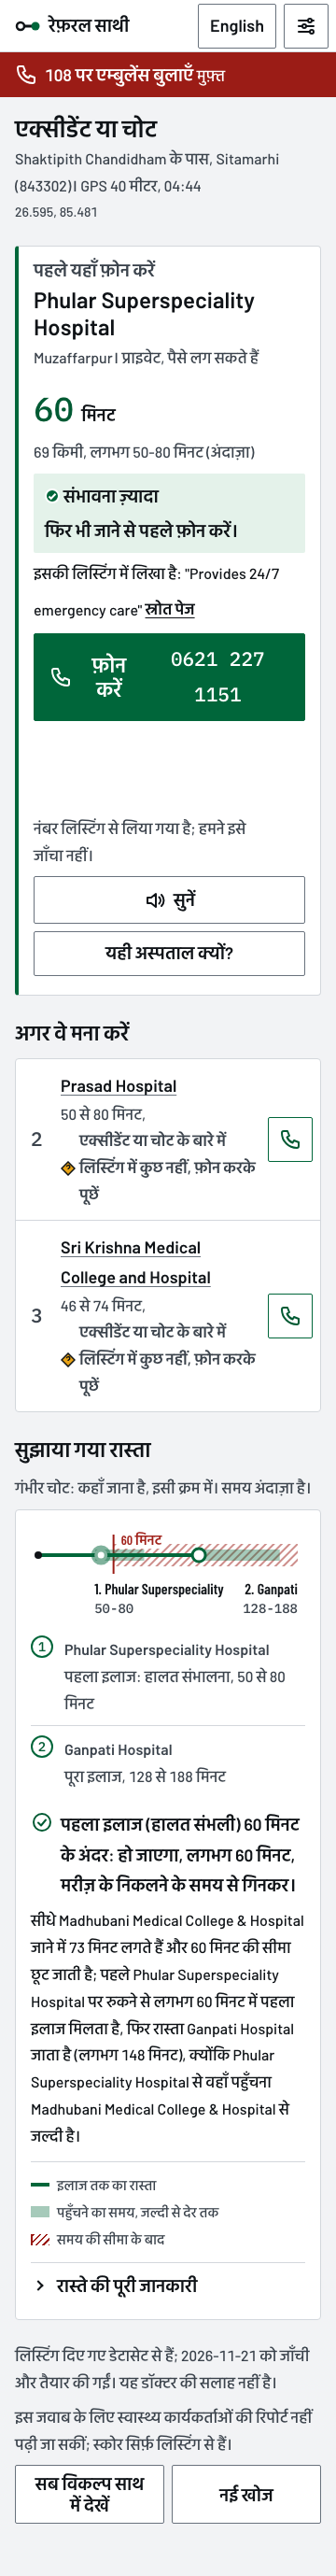 रेफ़रल साथी
English
108 पर एम्बुलेंस बुलाएँ मुफ़्त
एक्सीडेंट या चोट
Shaktipith Chandidham के पास, Sitamarhi
(843302)। GPS 40 मीटर, 04:44
26.595, 85.481
पहले यहाँ फ़ोन करें
Phular Superspeciality
Hospital
Muzaffarpur। प्राइवेट, पैसे लग सकते हैं
60 मिनट
69 किमी, लगभग 50-80 मिनट (अंदाज़ा)
संभावना ज़्यादा
फिर भी जाने से पहले फ़ोन करें।
इसकी लिस्टिंग में लिखा है: "Provides 24/7
emergency care" स्रोत पेज
फ़ोन
करें
0621 227
1151
नंबर लिस्टिंग से लिया गया है; हमने इसे
जाँचा नहीं।
सुनें
यही अस्पताल क्यों?
अगर वे मना करें
2
Prasad Hospital
50 से 80 मिनट,
एक्सीडेंट या चोट के बारे में
लिस्टिंग में कुछ नहीं, फ़ोन करके
पूछें
3
Sri Krishna Medical
College and Hospital
46 से 74 मिनट,
एक्सीडेंट या चोट के बारे में
लिस्टिंग में कुछ नहीं, फ़ोन करके
पूछें
सुझाया गया रास्ता
गंभीर चोट: कहाँ जाना है, इसी क्रम में। समय अंदाज़ा है।
60 मिनट
1. Phular Superspeciality 2. Ganpati
50-80 128-188
1 Phular Superspeciality Hospital
पहला इलाज: हालत संभालना, 50 से 80
मिनट
2 Ganpati Hospital
पूरा इलाज, 128 से 188 मिनट
पहला इलाज (हालत संभली) 60 मिनट
के अंदर: हो जाएगा, लगभग 60 मिनट,
मरीज़ के निकलने के समय से गिनकर।
सीधे Madhubani Medical College & Hospital
जाने में 73 मिनट लगते हैं और 60 मिनट की सीमा
छूट जाती है; पहले Phular Superspeciality
Hospital पर रुकने से लगभग 60 मिनट में पहला
इलाज मिलता है, फिर रास्ता Ganpati Hospital
जाता है (लगभग 148 मिनट), क्योंकि Phular
Superspeciality Hospital से वहाँ पहुँचना
Madhubani Medical College & Hospital से
जल्दी है।
इलाज तक का रास्ता
पहुँचने का समय, जल्दी से देर तक
समय की सीमा के बाद
रास्ते की पूरी जानकारी
लिस्टिंग दिए गए डेटासेट से हैं; 2026-11-21 को जाँची
और तैयार की गईं। यह डॉक्टर की सलाह नहीं है।
इस जवाब के लिए स्वास्थ्य कार्यकर्ताओं की रिपोर्ट नहीं
पढ़ी जा सकीं; स्कोर सिर्फ़ लिस्टिंग से हैं।
सब विकल्प साथ
में देखें
नई खोज